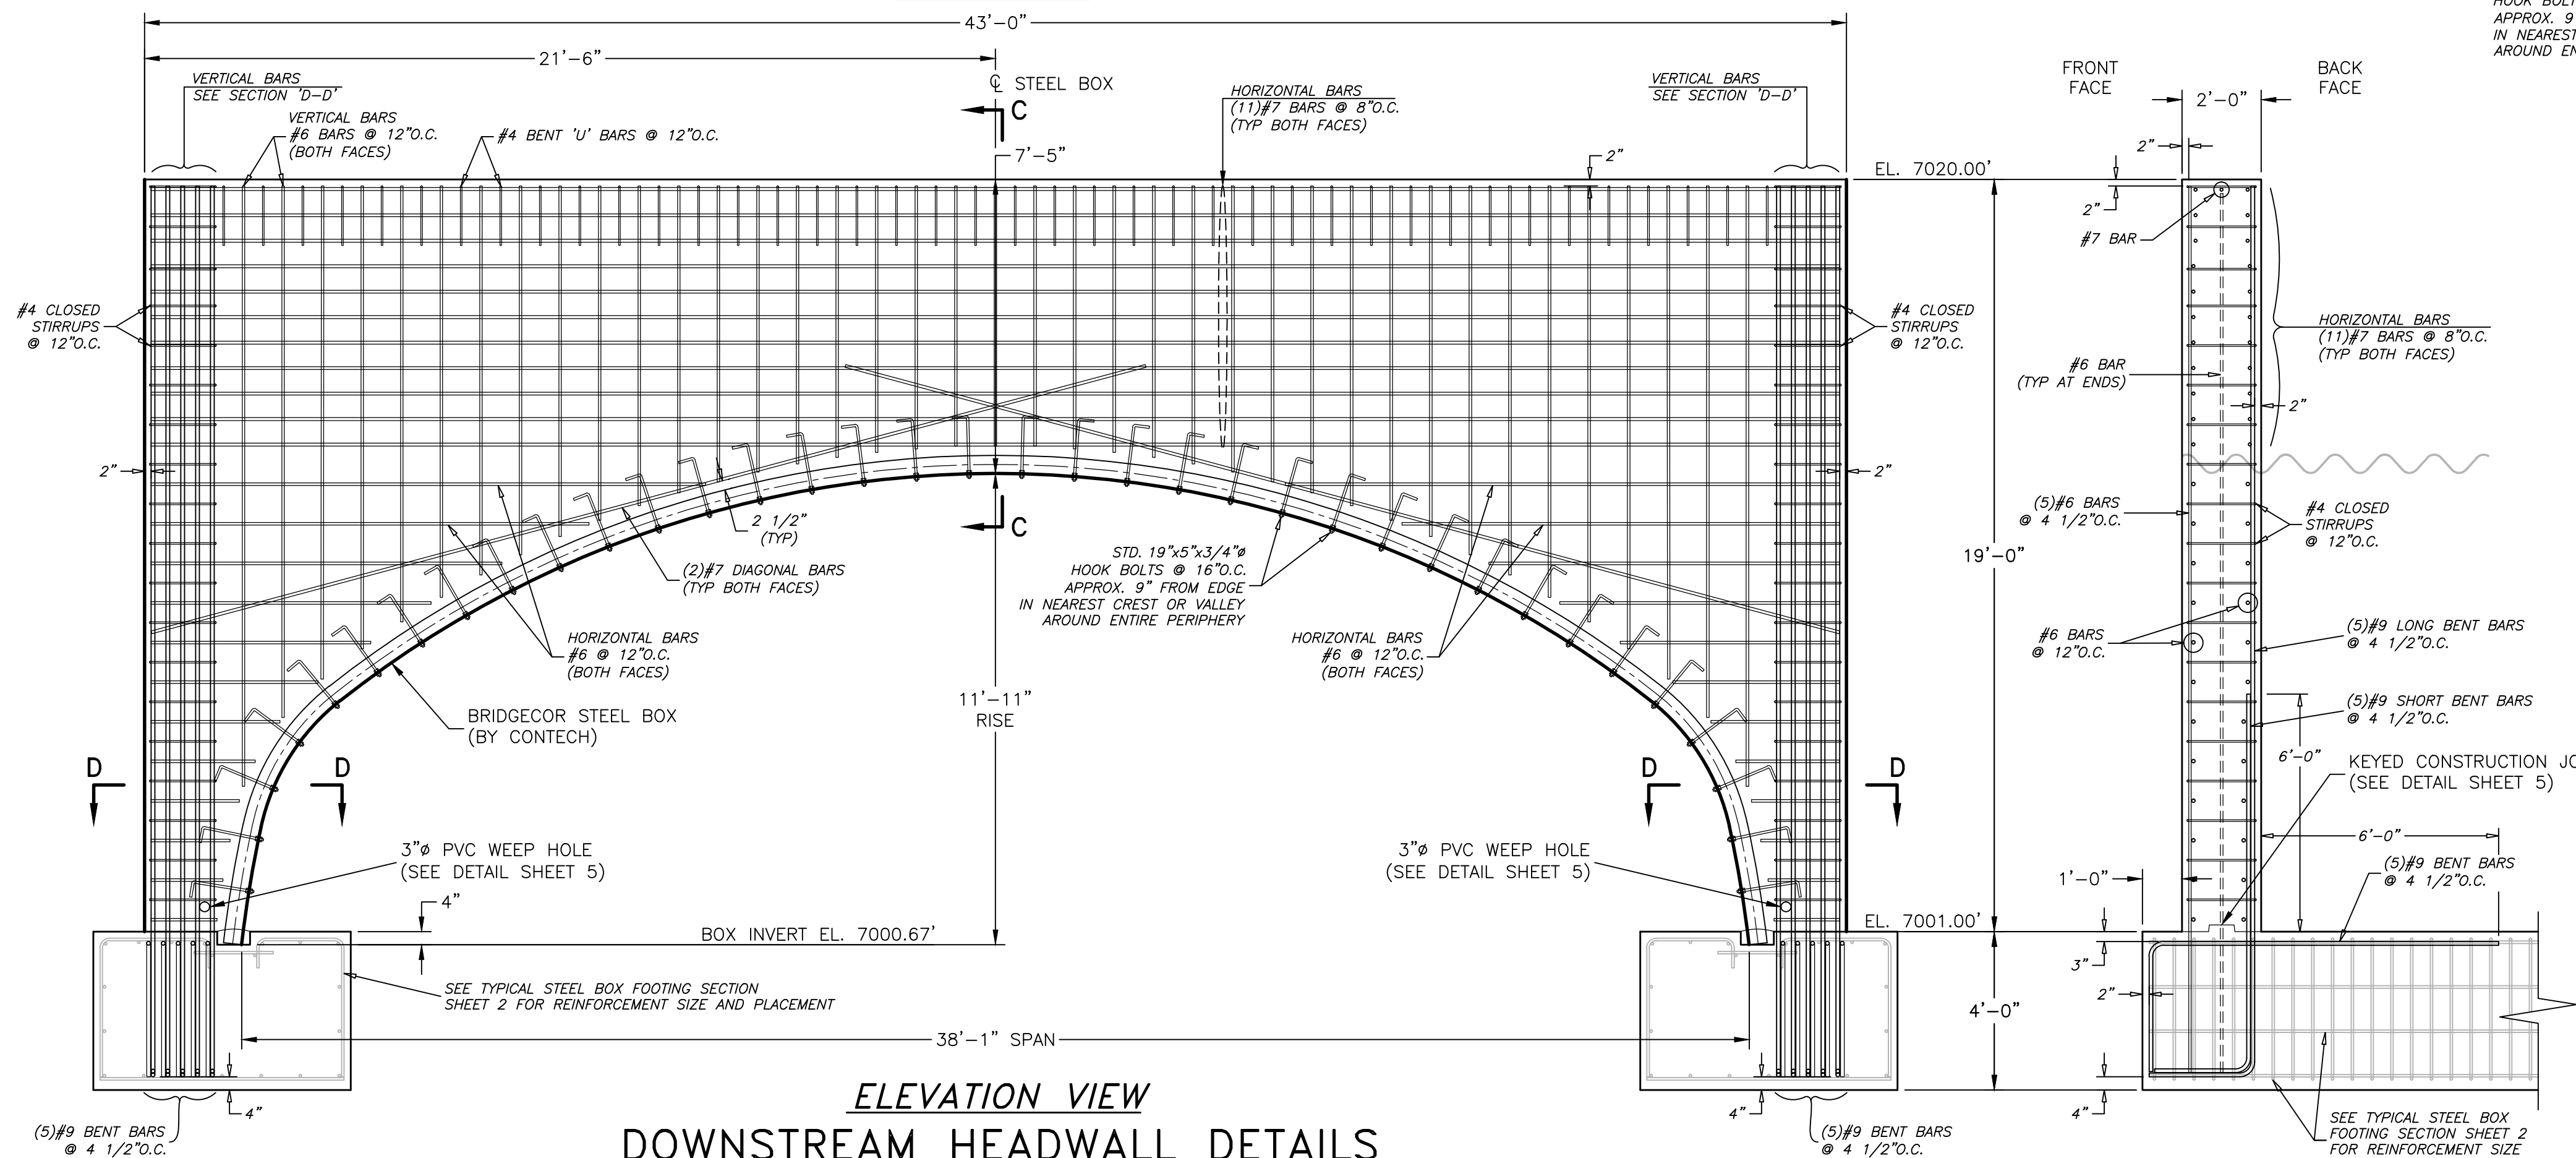 43'-0"
21'-6"
℄ STEEL BOX
C
7'-5"
VERTICAL BARS
SEE SECTION 'D-D'
VERTICAL BARS
#6 BARS @ 12"O.C.
(BOTH FACES)
#4 BENT 'U' BARS @ 12"O.C.
HORIZONTAL BARS
(11)#7 BARS @ 8"O.C.
(TYP BOTH FACES)
VERTICAL BARS
SEE SECTION 'D-D'
2"
EL. 7020.00'
#4 CLOSED
STIRRUPS
@ 12"O.C.
#4 CLOSED
STIRRUPS
@ 12"O.C.
2"
2"
2 1/2"
(TYP)
C
(2)#7 DIAGONAL BARS
(TYP BOTH FACES)
STD. 19"x5"x3/4"ø
HOOK BOLTS @ 16"O.C.
APPROX. 9" FROM EDGE
IN NEAREST CREST OR VALLEY
AROUND ENTIRE PERIPHERY
HORIZONTAL BARS
#6 @ 12"O.C.
(BOTH FACES)
HORIZONTAL BARS
#6 @ 12"O.C.
(BOTH FACES)
BRIDGECOR STEEL BOX
(BY CONTECH)
11'-11"
RISE
19'-0"
D
D
D
D
3"ø PVC WEEP HOLE
(SEE DETAIL SHEET 5)
3"ø PVC WEEP HOLE
(SEE DETAIL SHEET 5)
4"
BOX INVERT EL. 7000.67'
EL. 7001.00'
SEE TYPICAL STEEL BOX FOOTING SECTION
SHEET 2 FOR REINFORCEMENT SIZE AND PLACEMENT
38'-1" SPAN
4'-0"
4"
4"
(5)#9 BENT BARS
@ 4 1/2"O.C.
(5)#9 BENT BARS
@ 4 1/2"O.C.
ELEVATION VIEW
DOWNSTREAM HEADWALL DETAILS
HOOK BOLT
APPROX. 9
IN NEAREST
AROUND EN
FRONT
FACE
BACK
FACE
2'-0"
2"
2"
#7 BAR
HORIZONTAL BARS
(11)#7 BARS @ 8"O.C.
(TYP BOTH FACES)
#6 BAR
(TYP AT ENDS)
2"
(5)#6 BARS
@ 4 1/2"O.C.
#4 CLOSED
STIRRUPS
@ 12"O.C.
#6 BARS
@ 12"O.C.
(5)#9 LONG BENT BARS
@ 4 1/2"O.C.
(5)#9 SHORT BENT BARS
@ 4 1/2"O.C.
6'-0"
KEYED CONSTRUCTION JO
(SEE DETAIL SHEET 5)
6'-0"
1'-0"
(5)#9 BENT BARS
@ 4 1/2"O.C.
3"
2"
4"
SEE TYPICAL STEEL BOX
FOOTING SECTION SHEET 2
FOR REINFORCEMENT SIZE